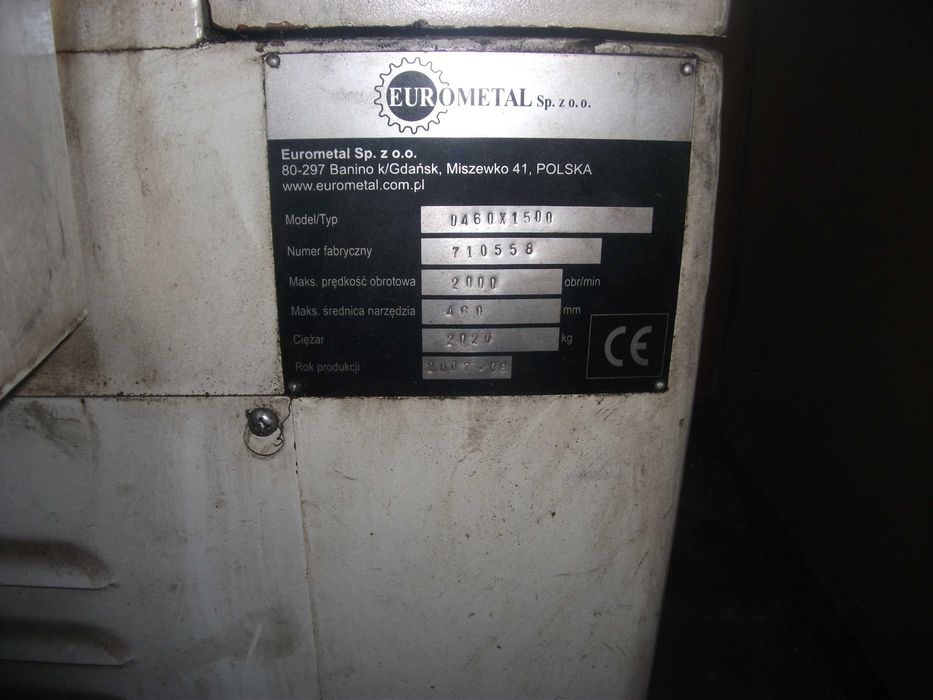 EUROMETAL Sp. z o.o.
Eurometal Sp. z o.o.
80-297 Banino k/Gdańsk, Miszewko 41, POLSKA
www.eurometal.com.pl
Model/Typ D460X1500
Numer fabryczny 710558
Maks. prędkość obrotowa 2000 obr/min
Maks. średnica narzędzia 460 mm
Ciężar 2020 kg
Rok produkcji
CE